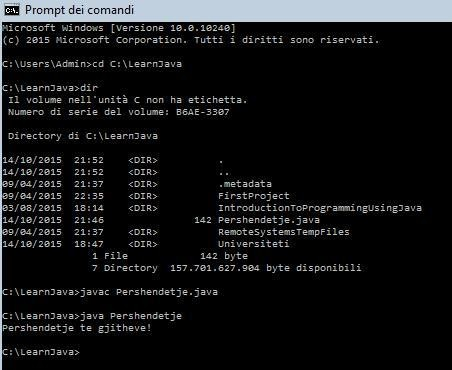 Prompt dei comandi
Microsoft Windows [Versione 10.0.10240]
(c) 2015 Microsoft Corporation. Tutti i diritti sono riservati.
C:\Users\Admin>cd C:\LearnJava
C:\LearnJava>dir
 Il volume nell'unità C non ha etichetta.
 Numero di serie del volume: B6AE-3307
 Directory di C:\LearnJava
14/10/2015  21:52    <DIR>          .
14/10/2015  21:52    <DIR>          ..
09/04/2015  21:37    <DIR>          .metadata
09/04/2015  22:35    <DIR>          FirstProject
03/08/2015  18:14    <DIR>          IntroductionToProgrammingUsingJava
14/10/2015  21:46               142 Pershendetje.java
09/04/2015  21:37    <DIR>          RemoteSystemsTempFiles
14/10/2015  18:47    <DIR>          Universiteti
               1 File            142 byte
               7 Directory  157.701.627.904 byte disponibili
C:\LearnJava>javac Pershendetje.java
C:\LearnJava>java Pershendetje
Pershendetje te gjitheve!
C:\LearnJava>